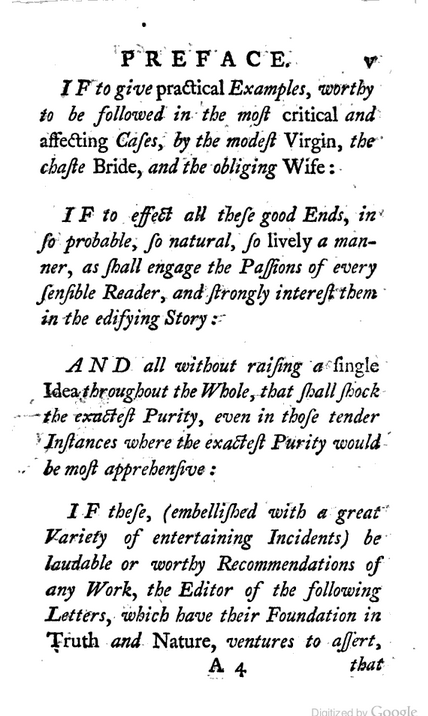 PREFACE. v
IF to give practical Examples, worthy
to be followed in the moſt critical and
affecting Caſes, by the modeſt Virgin, the
chaſte Bride, and the obliging Wife:
IF to effect all theſe good Ends, in
ſo probable, ſo natural, ſo lively a man-
ner, as ſhall engage the Paſſions of every
ſenſible Reader, and ſtrongly intereſt them
in the edifying Story:
AND all without raiſing a ſingle
Idea throughout the Whole, that ſhall ſhock
the exacteſt Purity, even in thoſe tender
Inſtances where the exacteſt Purity would
be moſt apprehenſive:
IF theſe, (embelliſhed with a great
Variety of entertaining Incidents) be
laudable or worthy Recommendations of
any Work, the Editor of the following
Letters, which have their Foundation in
Truth and Nature, ventures to aſſert,
A 4 that
Digitized by Google